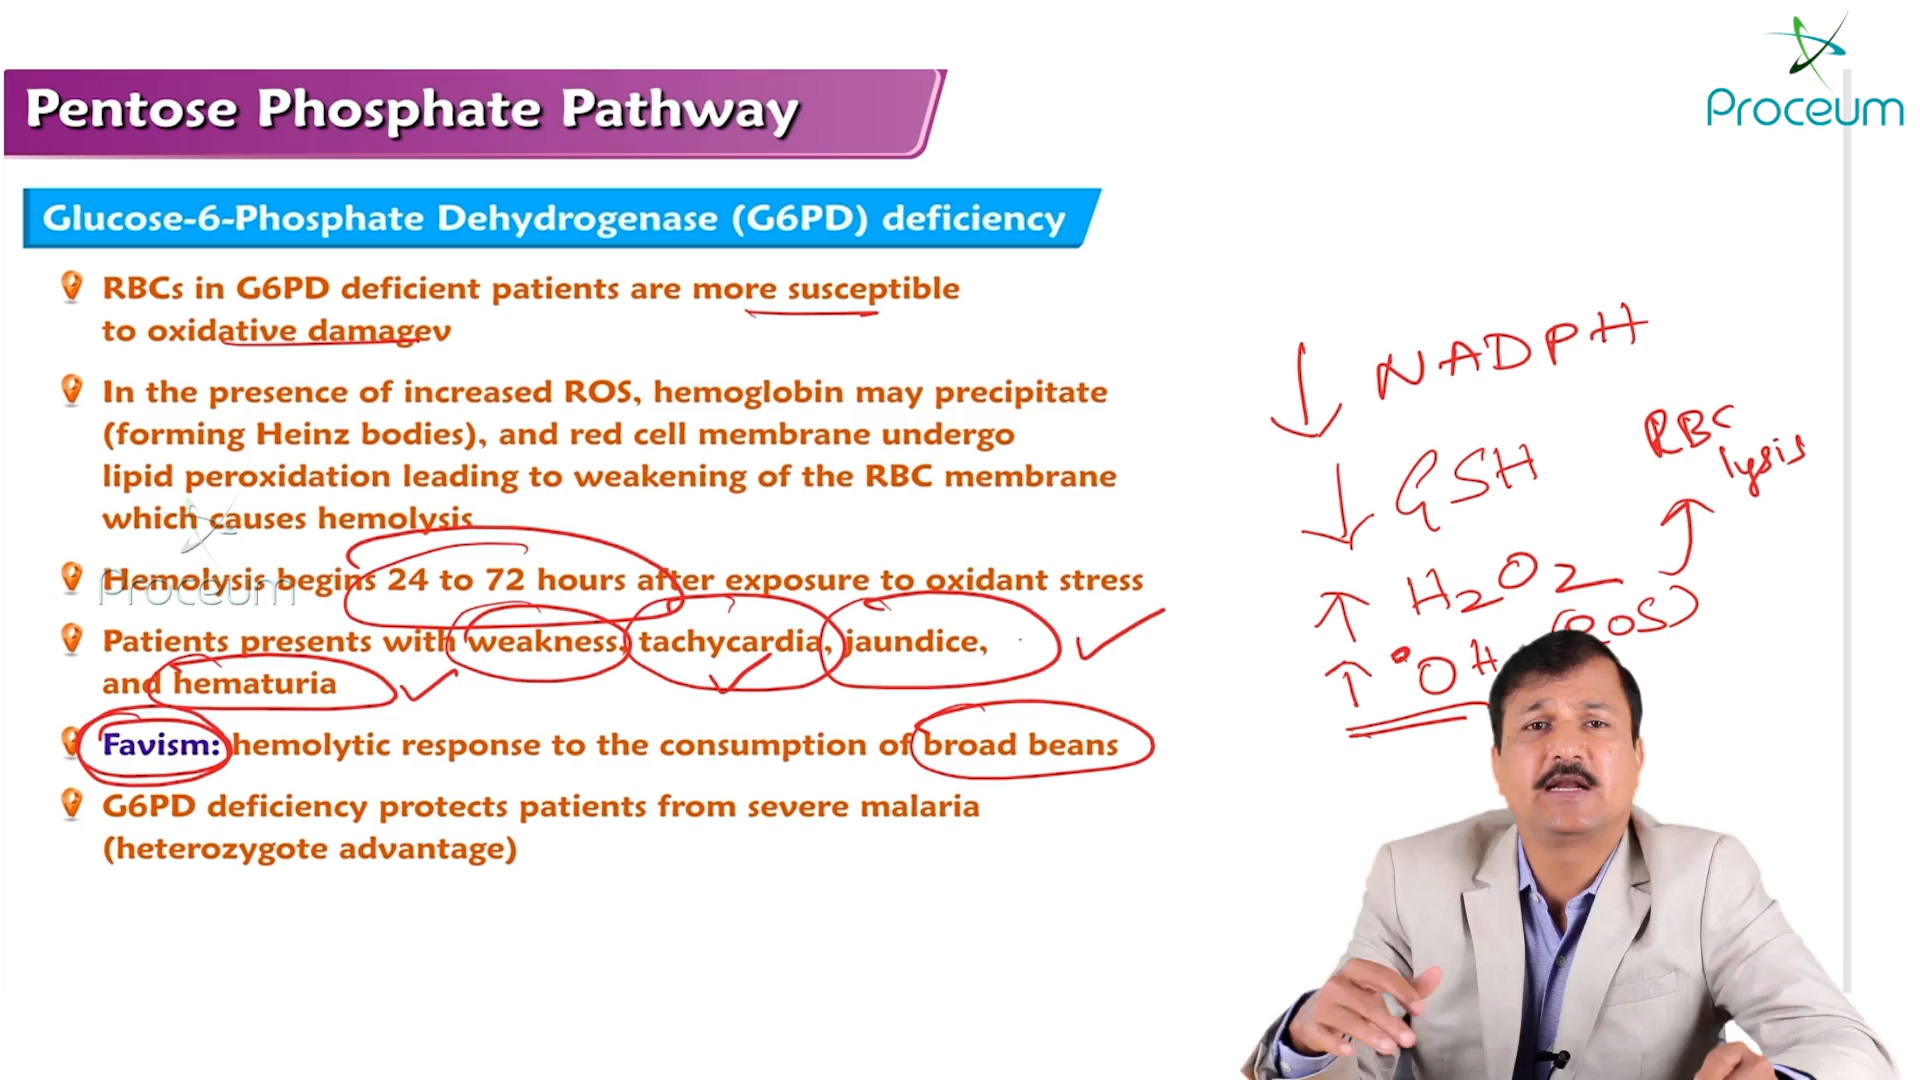 Proceum
Pentose Phosphate Pathway
Glucose-6-Phosphate Dehydrogenase (G6PD) deficiency
RBCs in G6PD deficient patients are more susceptible
to oxidative damagev
In the presence of increased ROS, hemoglobin may precipitate
(forming Heinz bodies), and red cell membrane undergo
lipid peroxidation leading to weakening of the RBC membrane
which causes hemolysis
Hemolysis begins 24 to 72 hours after exposure to oxidant stress
Proceum
Patients presents with weakness, tachycardia, jaundice,
and hematuria
Favism: hemolytic response to the consumption of broad beans
G6PD deficiency protects patients from severe malaria
(heterozygote advantage)
↓ NADPH
↓ GSH
RBC
lysis
↑ H2O2
(ROS)
↑ •OH